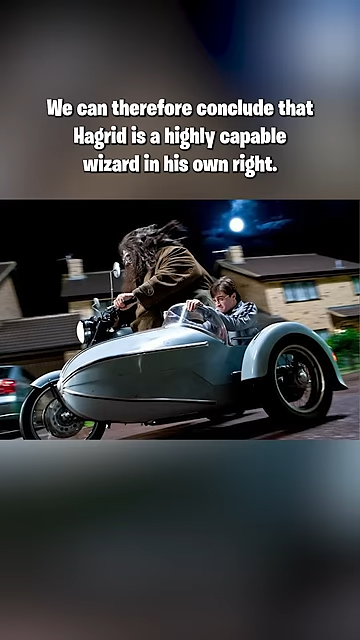 We can therefore conclude that
Hagrid is a highly capable
wizard in his own right.